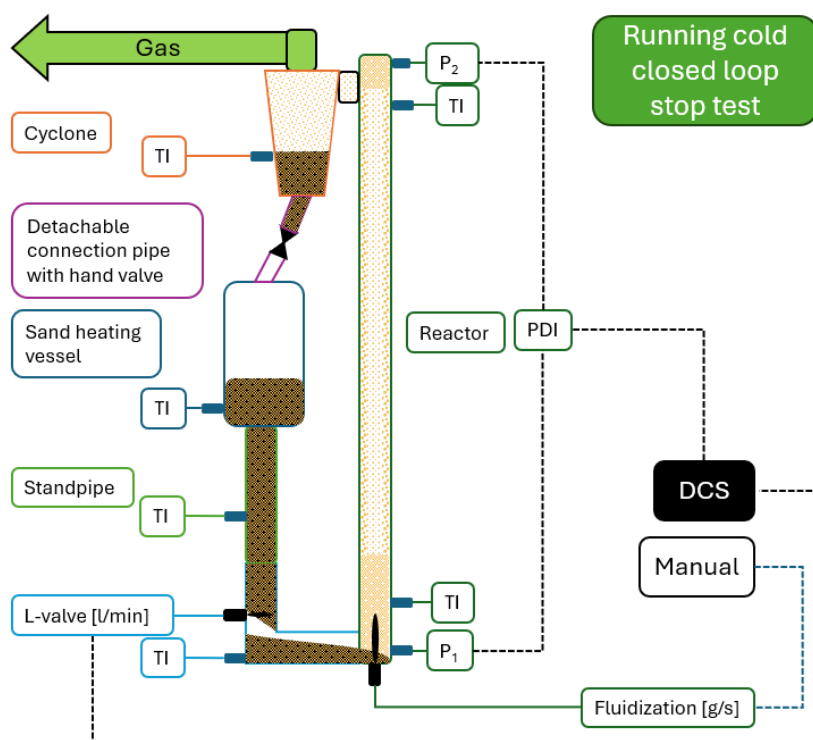 Gas
Running cold
closed loop
stop test
P₂
TI
Cyclone
TI
Detachable
connection pipe
with hand valve
Sand heating
vessel
Reactor
PDI
TI
Standpipe
TI
DCS
Manual
L-valve [l/min]
TI
TI
P₁
Fluidization [g/s]